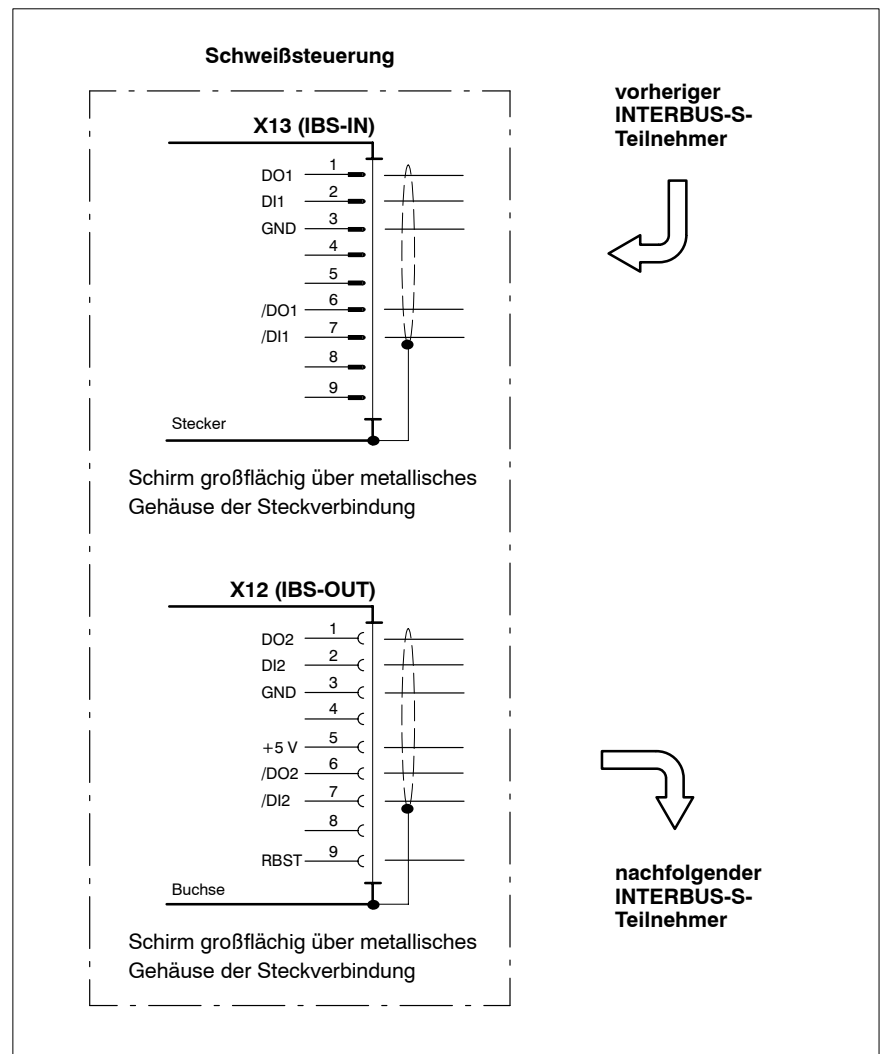 Schweißsteuerung
vorheriger
INTERBUS-S-
Teilnehmer
X13 (IBS-IN)
DO1 1
DI1 2
GND 3
4
5
/DO1 6
/DI1 7
8
9
Stecker
Schirm großflächig über metallisches
Gehäuse der Steckverbindung
X12 (IBS-OUT)
DO2 1
DI2 2
GND 3
4
+5 V 5
/DO2 6
/DI2 7
8
RBST 9
Buchse
nachfolgender
INTERBUS-S-
Teilnehmer
Schirm großflächig über metallisches
Gehäuse der Steckverbindung